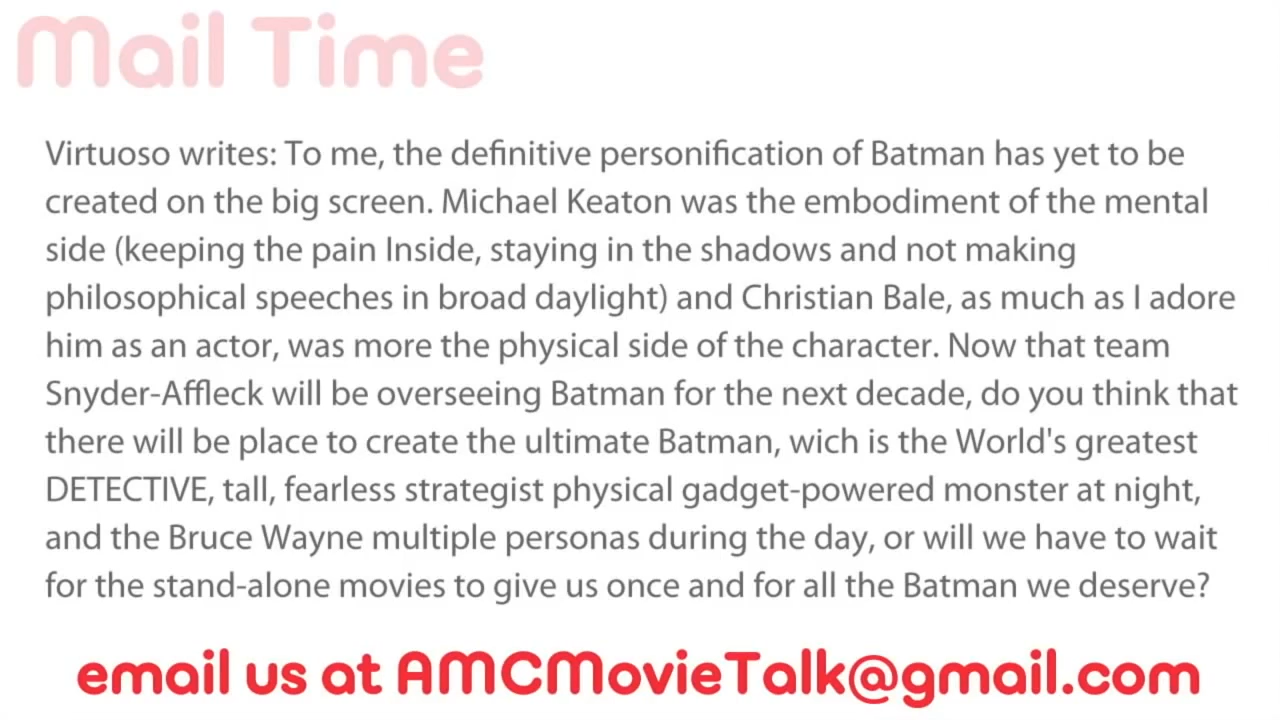 Mail Time
Virtuoso writes: To me, the definitive personification of Batman has yet to be
created on the big screen. Michael Keaton was the embodiment of the mental
side (keeping the pain Inside, staying in the shadows and not making
philosophical speeches in broad daylight) and Christian Bale, as much as I adore
him as an actor, was more the physical side of the character. Now that team
Snyder-Affleck will be overseeing Batman for the next decade, do you think that
there will be place to create the ultimate Batman, wich is the World's greatest
DETECTIVE, tall, fearless strategist physical gadget-powered monster at night,
and the Bruce Wayne multiple personas during the day, or will we have to wait
for the stand-alone movies to give us once and for all the Batman we deserve?
email us at AMCMovieTalk@gmail.com